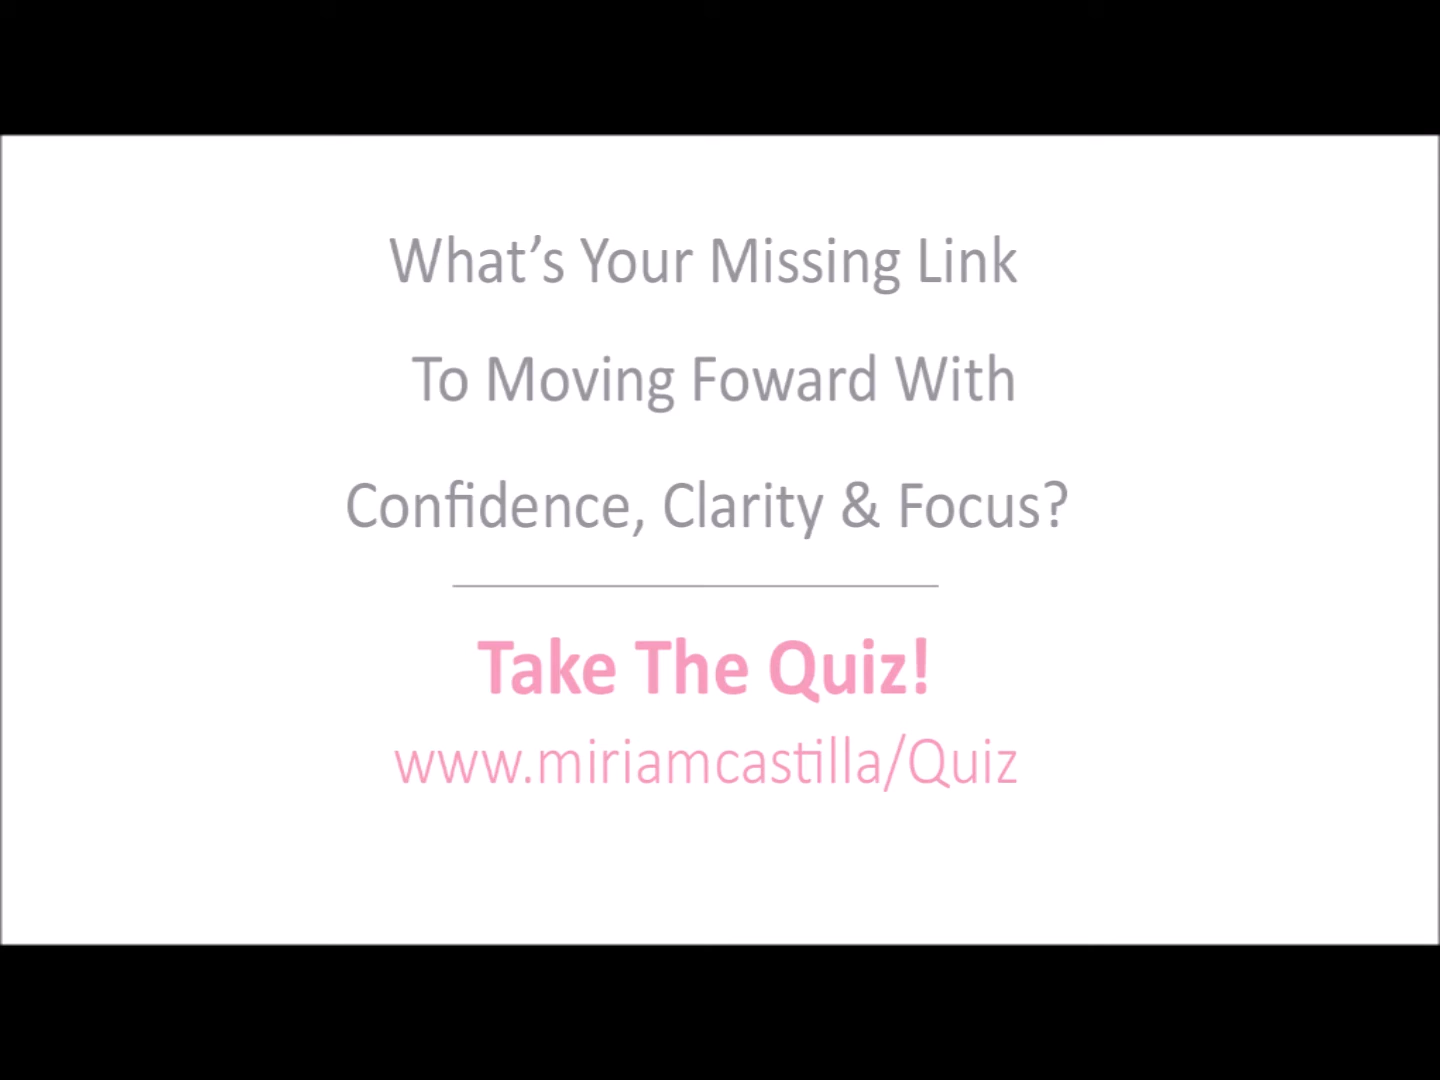 What’s Your Missing Link
To Moving Foward With
Confidence, Clarity & Focus?
Take The Quiz!
www.miriamcastilla/Quiz